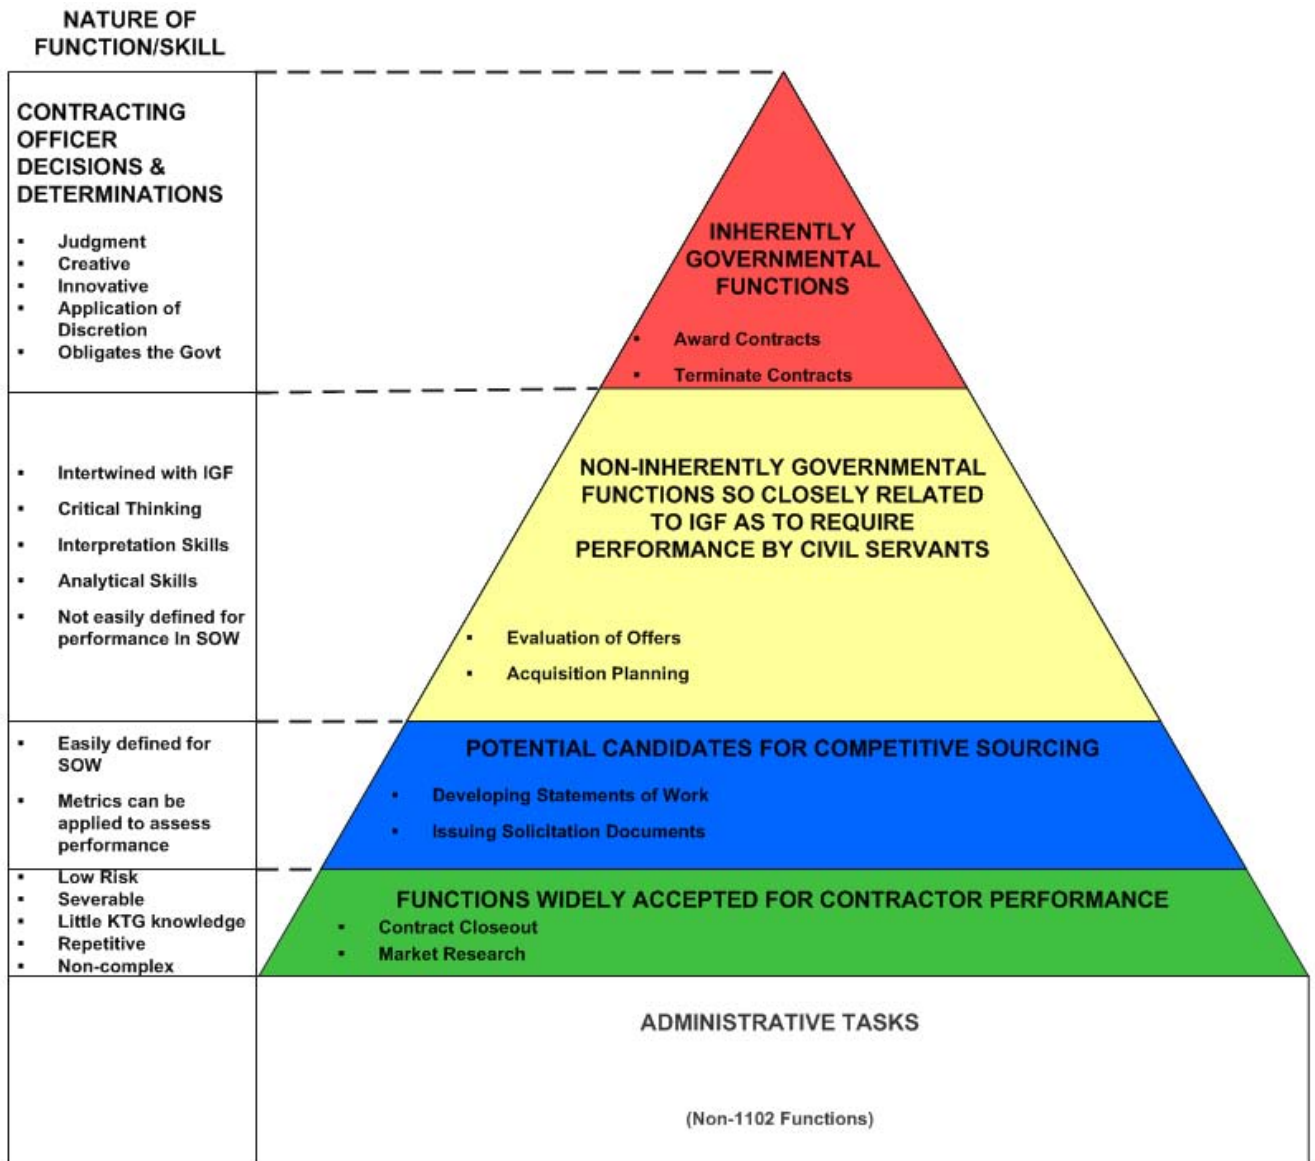 NATURE OF
FUNCTION/SKILL
CONTRACTING
OFFICER
DECISIONS &
DETERMINATIONS
▪ Judgment
▪ Creative
▪ Innovative
▪ Application of
Discretion
▪ Obligates the Govt
INHERENTLY
GOVERNMENTAL
FUNCTIONS
▪ Award Contracts
▪ Terminate Contracts
▪ Intertwined with IGF
▪ Critical Thinking
▪ Interpretation Skills
▪ Analytical Skills
▪ Not easily defined for
performance In SOW
NON-INHERENTLY GOVERNMENTAL
FUNCTIONS SO CLOSELY RELATED
TO IGF AS TO REQUIRE
PERFORMANCE BY CIVIL SERVANTS
▪ Evaluation of Offers
▪ Acquisition Planning
▪ Easily defined for
SOW
▪ Metrics can be
applied to assess
performance
POTENTIAL CANDIDATES FOR COMPETITIVE SOURCING
▪ Developing Statements of Work
▪ Issuing Solicitation Documents
▪ Low Risk
▪ Severable
▪ Little KTG knowledge
▪ Repetitive
▪ Non-complex
FUNCTIONS WIDELY ACCEPTED FOR CONTRACTOR PERFORMANCE
▪ Contract Closeout
▪ Market Research
ADMINISTRATIVE TASKS
(Non-1102 Functions)